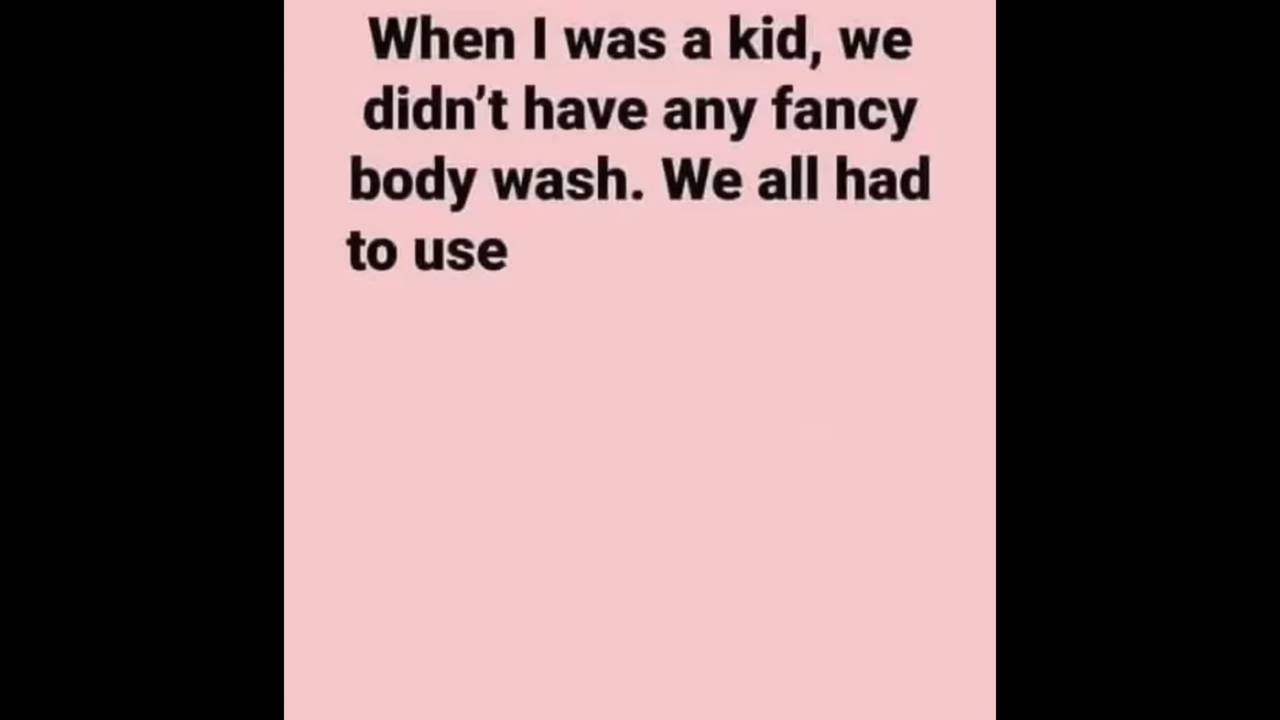 When I was a kid, we
didn’t have any fancy
body wash. We all had
to use